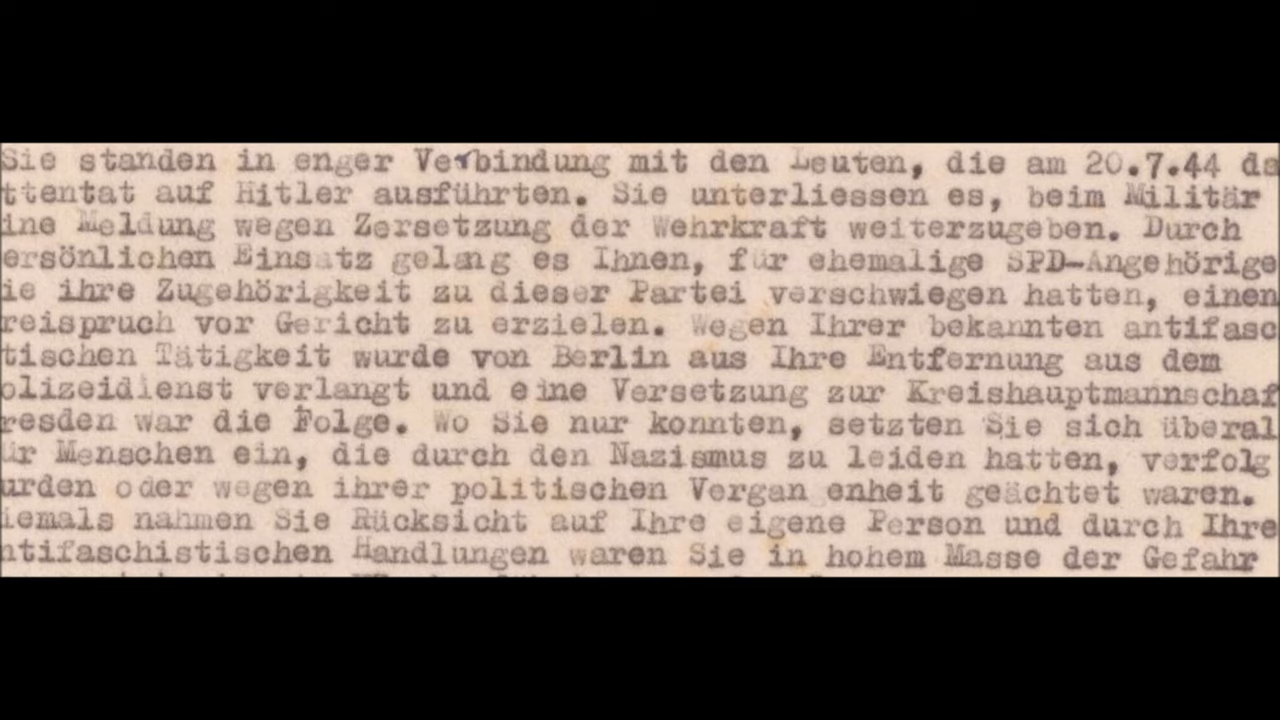 Sie standen in enger Verbindung mit den Leuten, die am 20.7.44 da
ttentat auf Hitler ausführten. Sie unterliessen es, beim Militär
ine Meldung wegen Zersetzung der Wehrkraft weiterzugeben. Durch
ersönlichen Einsatz gelang es Ihnen, für ehemalige SPD-Angehörige
ie ihre Zugehörigkeit zu dieser Partei verschwiegen hatten, einen
reispruch vor Gericht zu erzielen. Wegen Ihrer bekannten antifasc
tischen Tätigkeit wurde von Berlin aus Ihre Entfernung aus dem
olizeidienst verlangt und eine Versetzung zur Kreishauptmannschaf
resden war die Folge. Wo Sie nur konnten, setzten Sie sich überal
ür Menschen ein, die durch den Nazismus zu leiden hatten, verfolg
urden oder wegen ihrer politischen Vergan enheit geächtet waren.
iemals nahmen Sie Rücksicht auf Ihre eigene Person und durch Ihre
ntifaschistischen Handlungen waren Sie in hohem Masse der Gefahr